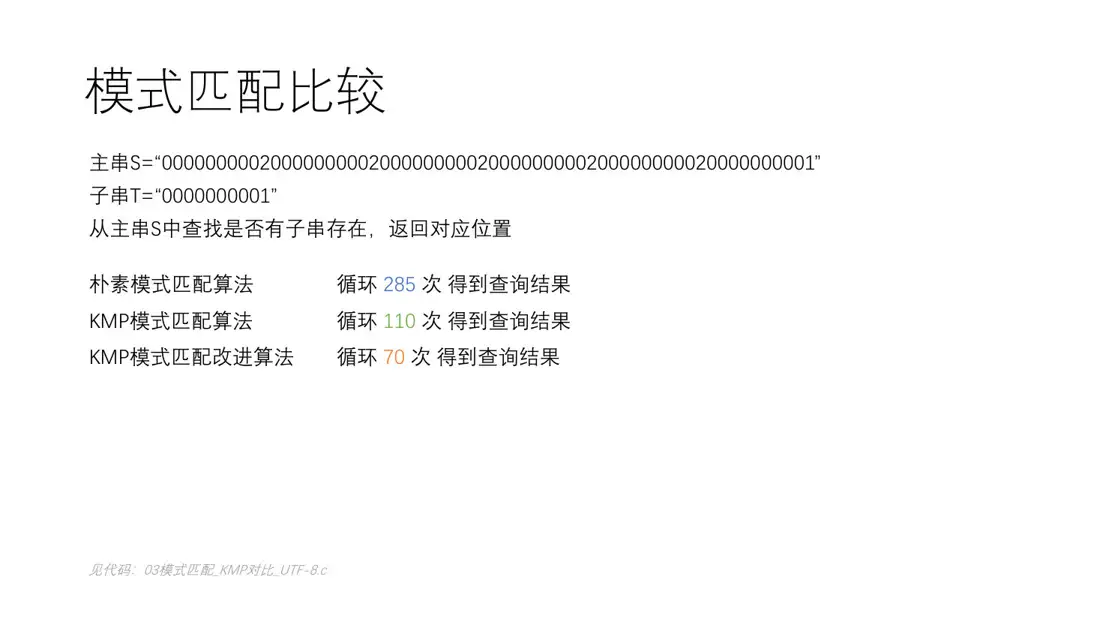 模式匹配比较
主串S=“000000000200000000020000000002000000000200000000020000000001”
子串T=“0000000001”
从主串S中查找是否有子串存在，返回对应位置
朴素模式匹配算法 循环 285 次 得到查询结果
KMP模式匹配算法 循环 110 次 得到查询结果
KMP模式匹配改进算法 循环 70 次 得到查询结果
见代码：03模式匹配_KMP对比_UTF-8.c